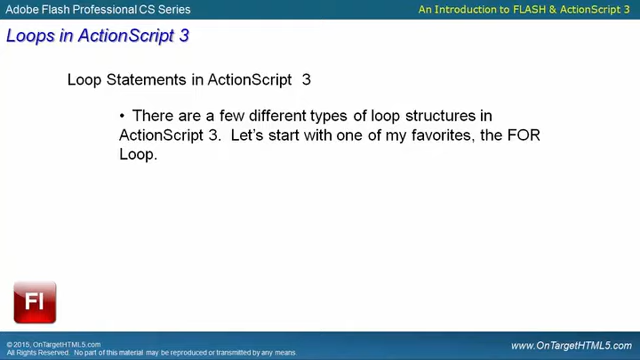 Adobe Flash Professional CS Series
An Introduction to FLASH & ActionScript 3
Loops in ActionScript 3
Loop Statements in ActionScript 3
• There are a few different types of loop structures in
ActionScript 3. Let's start with one of my favorites, the FOR
Loop.
Fl
© 2015, OnTargetHTML5.com
All Rights Reserved. No part of this material may be reproduced or transmitted by any means.
www.OnTargetHTML5.com